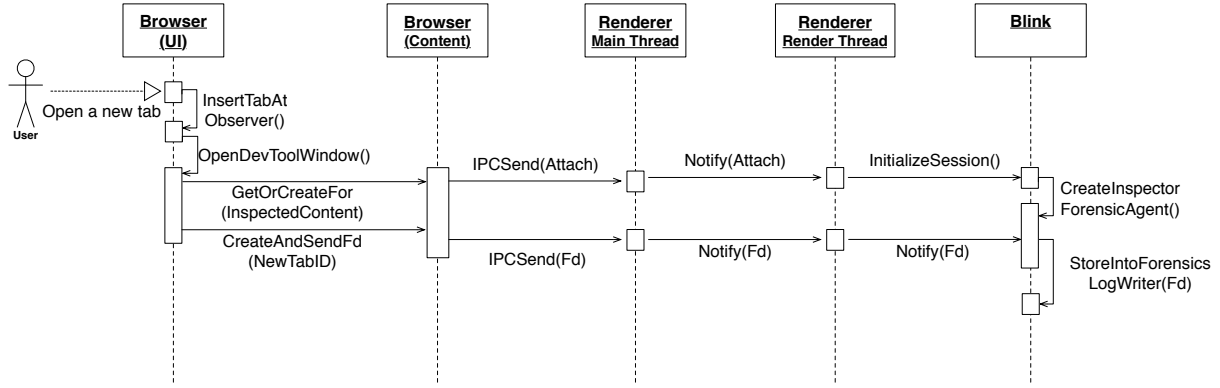 Browser
(UI)
Browser
(Content)
Renderer
Main Thread
Renderer
Render Thread
Blink
User
Open a new tab
InsertTabAt
Observer()
OpenDevToolWindow()
GetOrCreateFor
(InspectedContent)
CreateAndSendFd
(NewTabID)
IPCSend(Attach)
IPCSend(Fd)
Notify(Attach)
Notify(Fd)
InitializeSession()
Notify(Fd)
CreateInspector
ForensicAgent()
StoreIntoForensics
LogWriter(Fd)